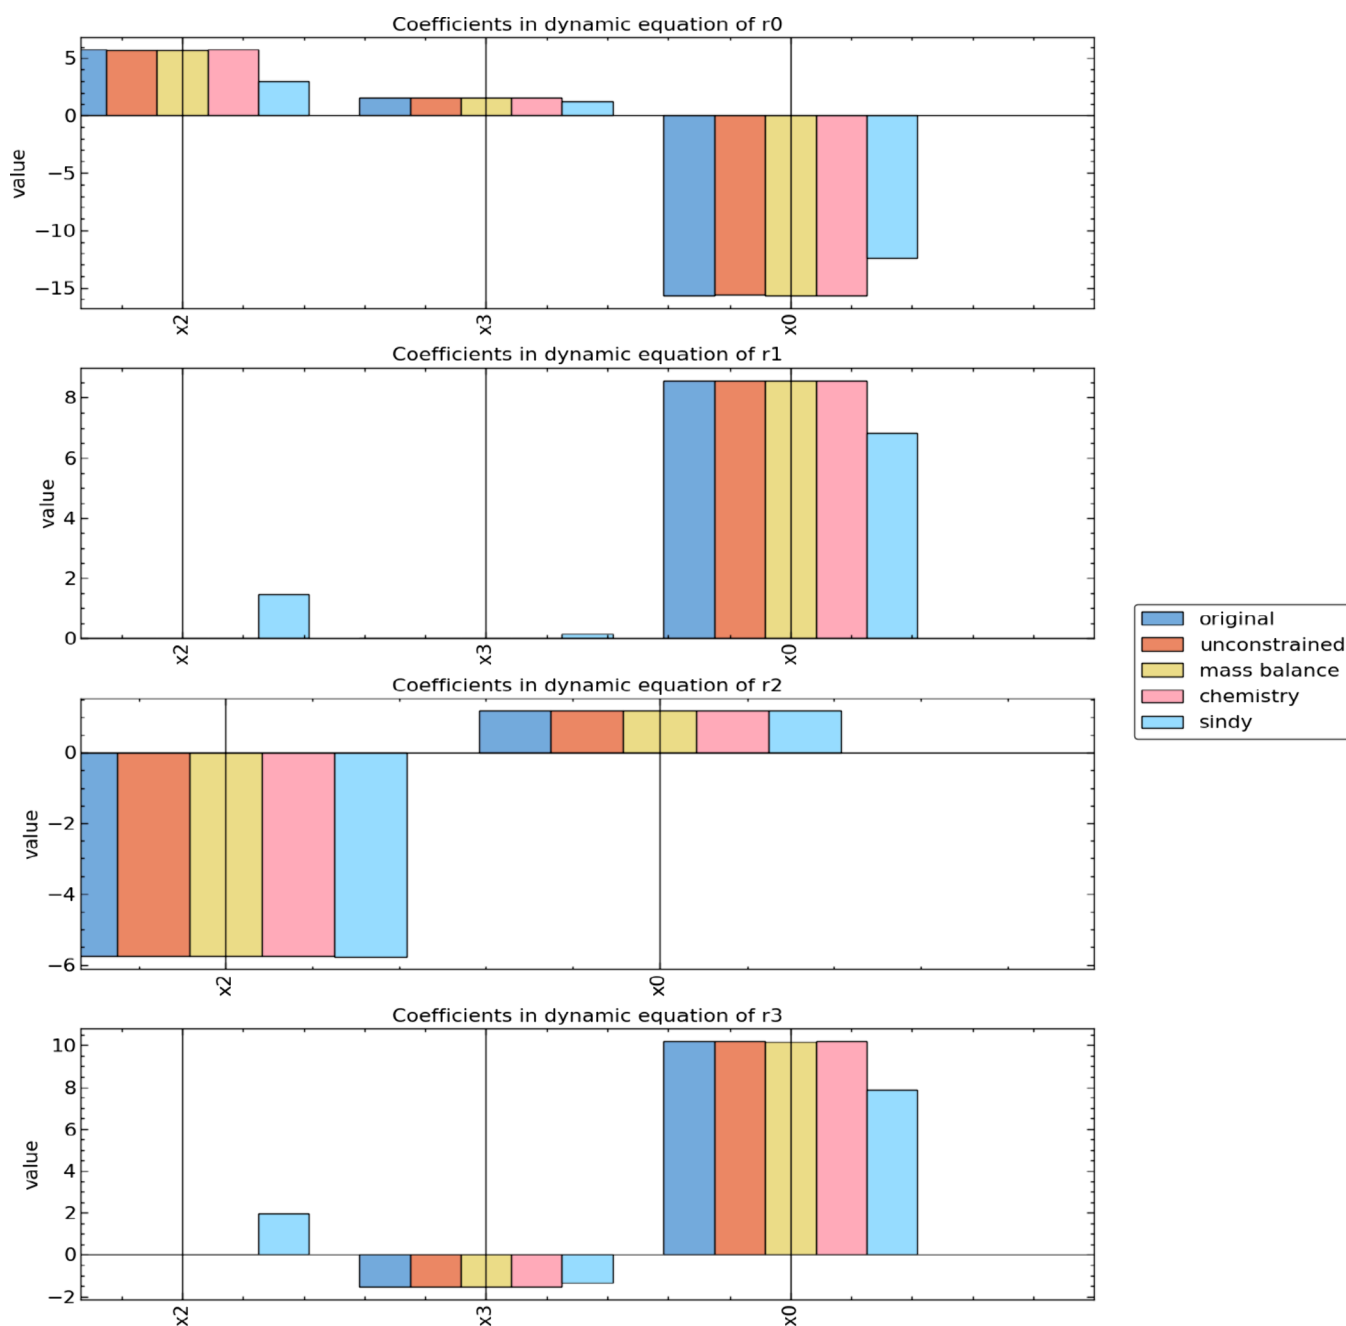 Coefficients in dynamic equation of r0
5
0
−5
−10
−15
value
x2
x3
x0
Coefficients in dynamic equation of r1
8
6
4
2
0
value
x2
x3
x0
Coefficients in dynamic equation of r2
0
−2
−4
−6
value
x2
x0
original
unconstrained
mass balance
chemistry
sindy
Coefficients in dynamic equation of r3
10
8
6
4
2
0
−2
value
x2
x3
x0